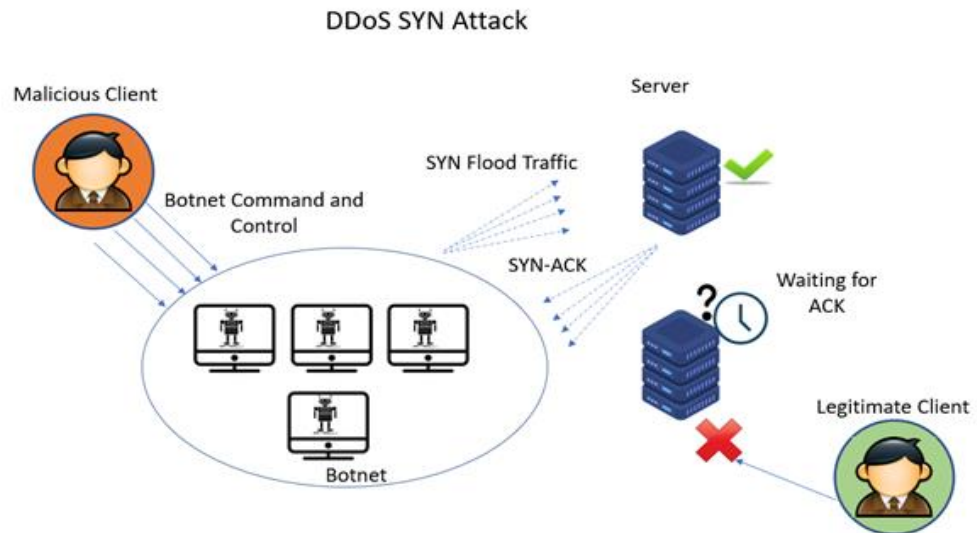 DDoS SYN Attack
Malicious Client
Server
SYN Flood Traffic
Botnet Command and
Control
SYN-ACK
Waiting for
ACK
?
Legitimate Client
Botnet